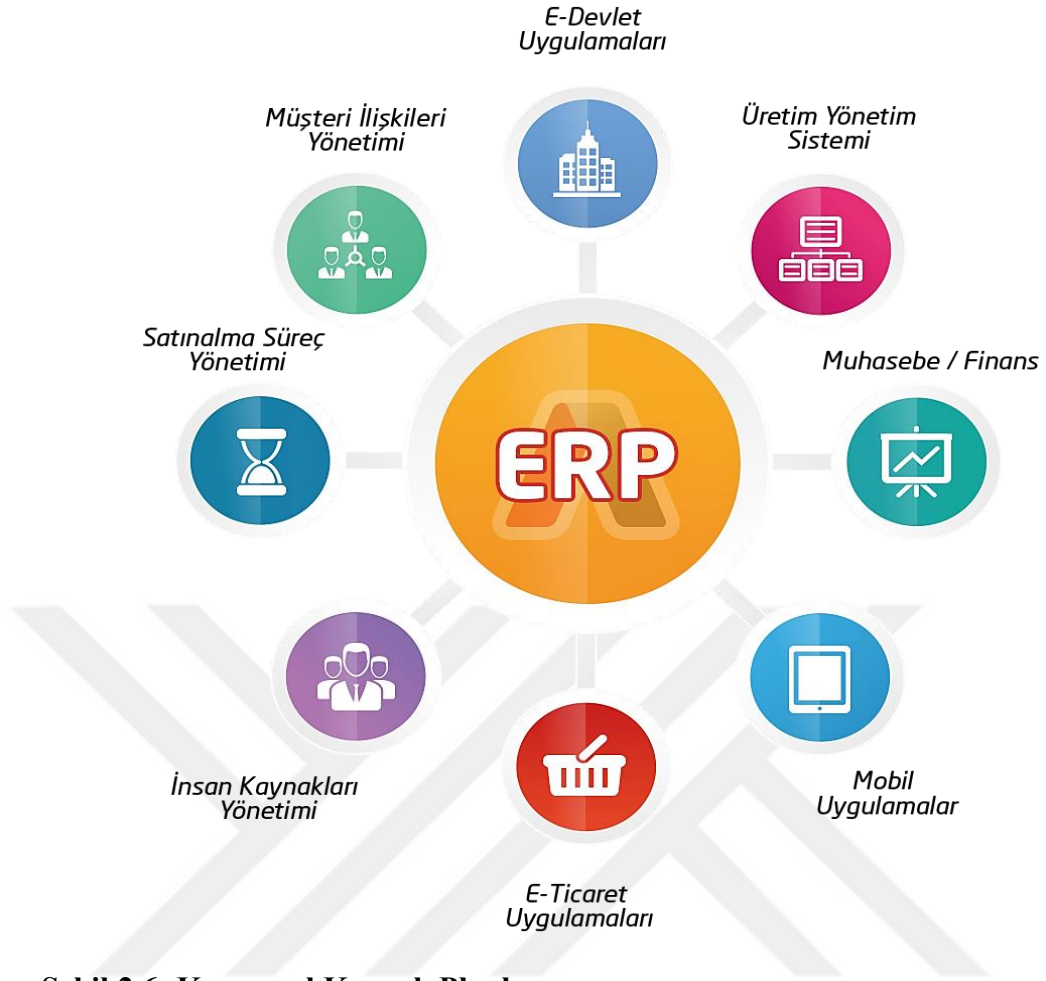 E-Devlet
Uygulamaları
Müşteri İlişkileri
Yönetimi
Üretim Yönetim
Sistemi
Satınalma Süreç
Yönetimi
Muhasebe / Finans
ERP
İnsan Kaynakları
Yönetimi
Mobil
Uygulamalar
E-Ticaret
Uygulamaları